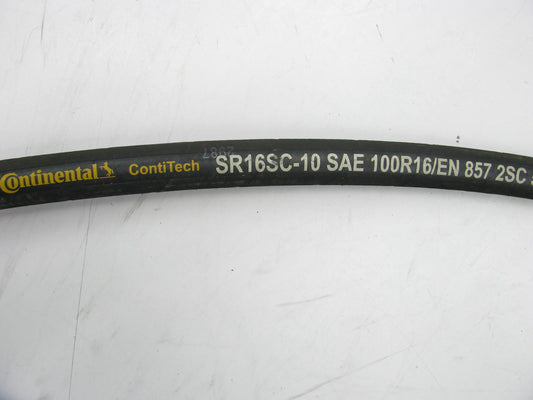 Continental ContiTech SR16SC-10 SAE 100R16/EN 857 2SC